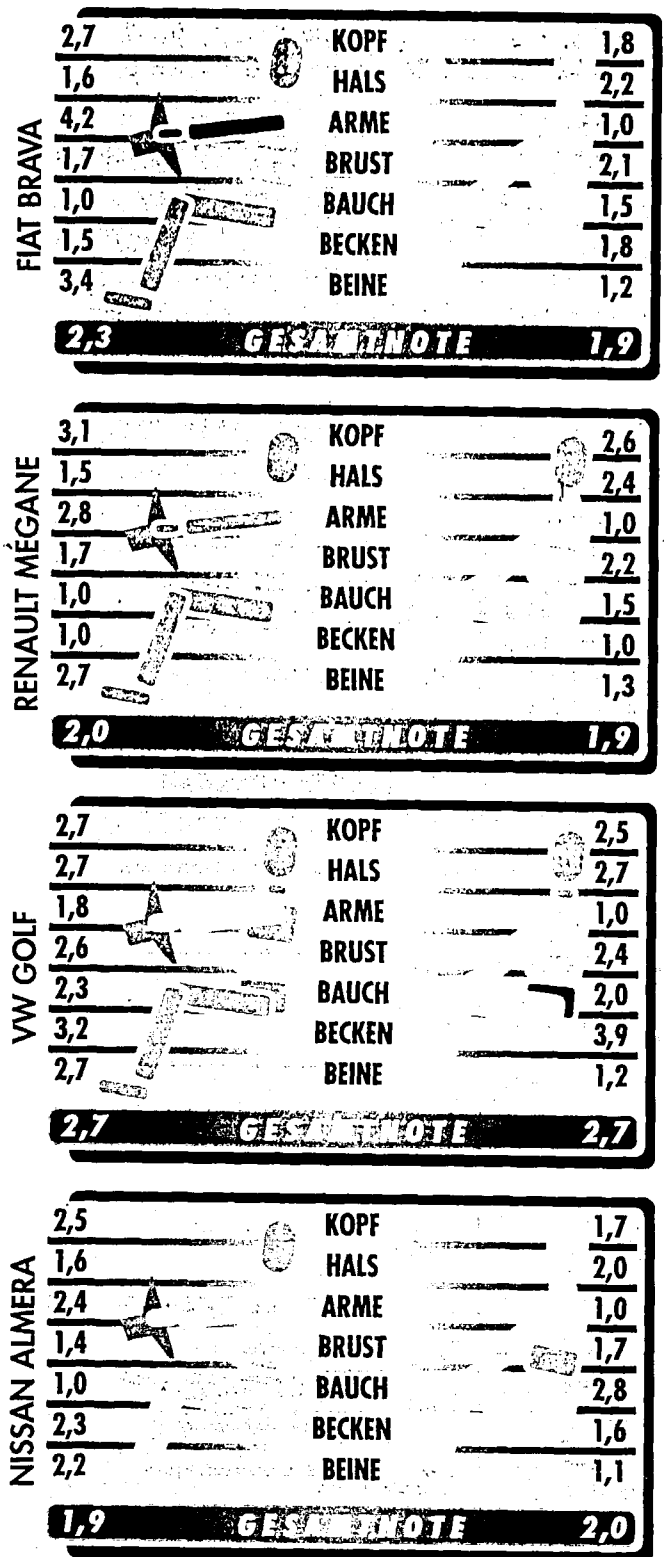 FIAT BRAVA
2,7 KOPF 1,8
1,6 HALS 2,2
4,2 ARME 1,0
1,7 BRUST 2,1
1,0 BAUCH 1,5
1,5 BECKEN 1,8
3,4 BEINE 1,2
2,3 GESAMTNOTE 1,9
RENAULT MÉGANE
3,1 KOPF 2,6
1,5 HALS 2,4
2,8 ARME 1,0
1,7 BRUST 2,2
1,0 BAUCH 1,5
1,0 BECKEN 1,0
2,7 BEINE 1,3
2,0 GESAMTNOTE 1,9
VW GOLF
2,7 KOPF 2,5
2,7 HALS 2,7
1,8 ARME 1,0
2,6 BRUST 2,4
2,3 BAUCH 2,0
3,2 BECKEN 3,9
2,7 BEINE 1,2
2,7 GESAMTNOTE 2,7
NISSAN ALMERA
2,5 KOPF 1,7
1,6 HALS 2,0
2,4 ARME 1,0
1,4 BRUST 1,7
1,0 BAUCH 2,8
2,3 BECKEN 1,6
2,2 BEINE 1,1
1,9 GESAMTNOTE 2,0